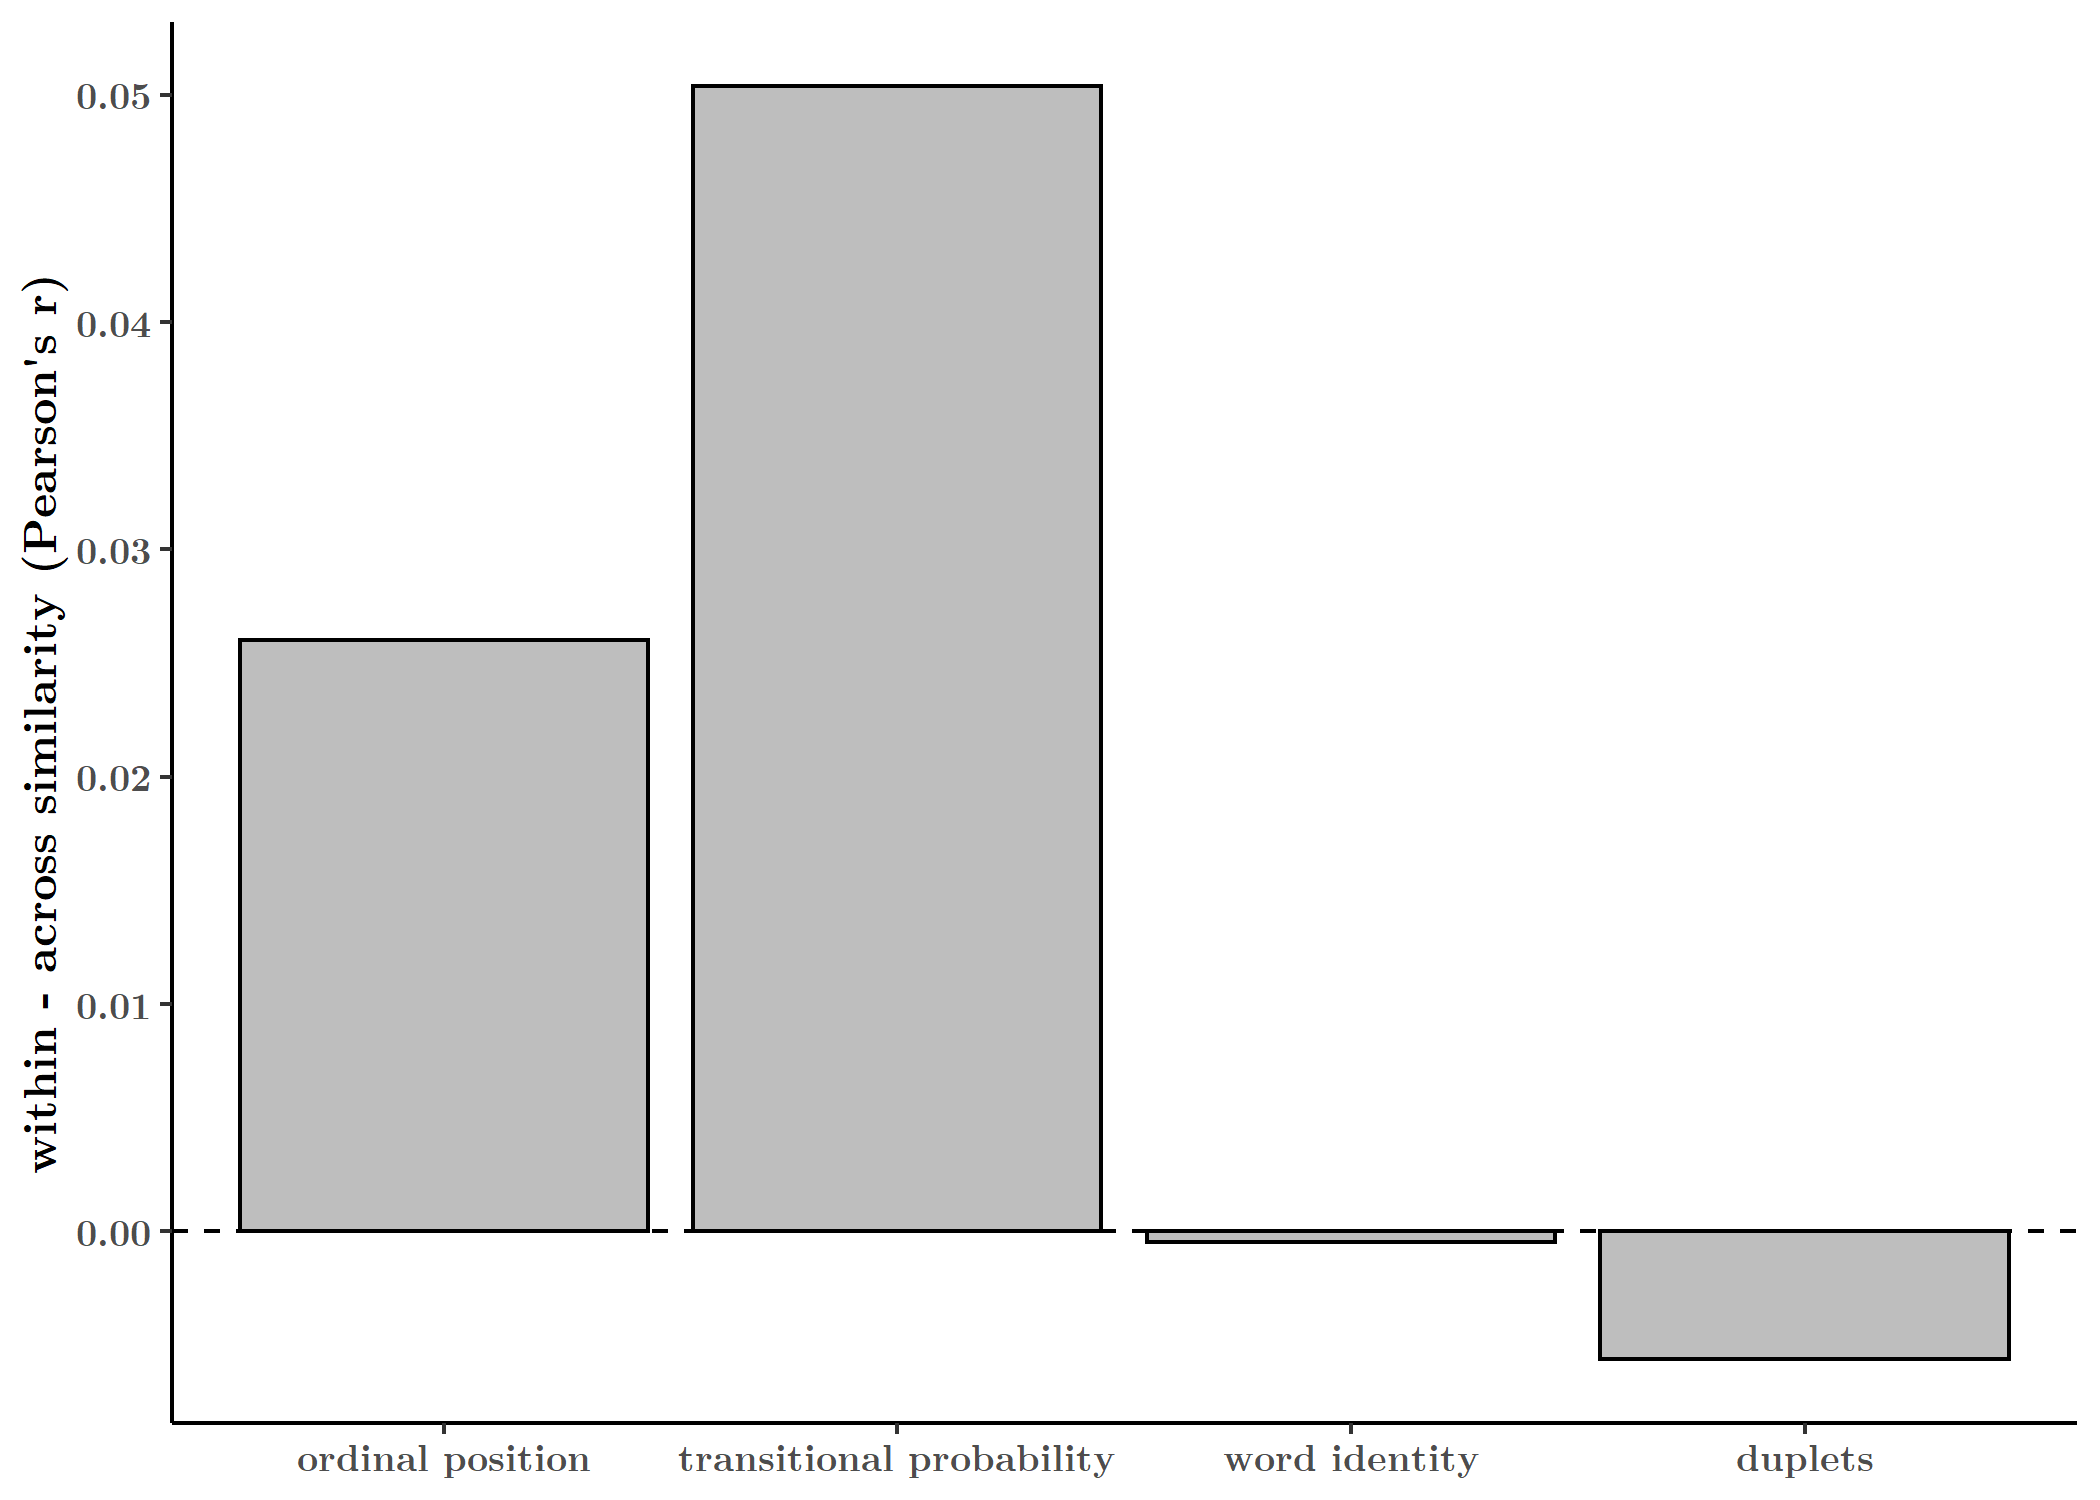 within - across similarity (Pearson's r)
0.05
0.04
0.03
0.02
0.01
0.00
ordinal position
transitional probability
word identity
duplets